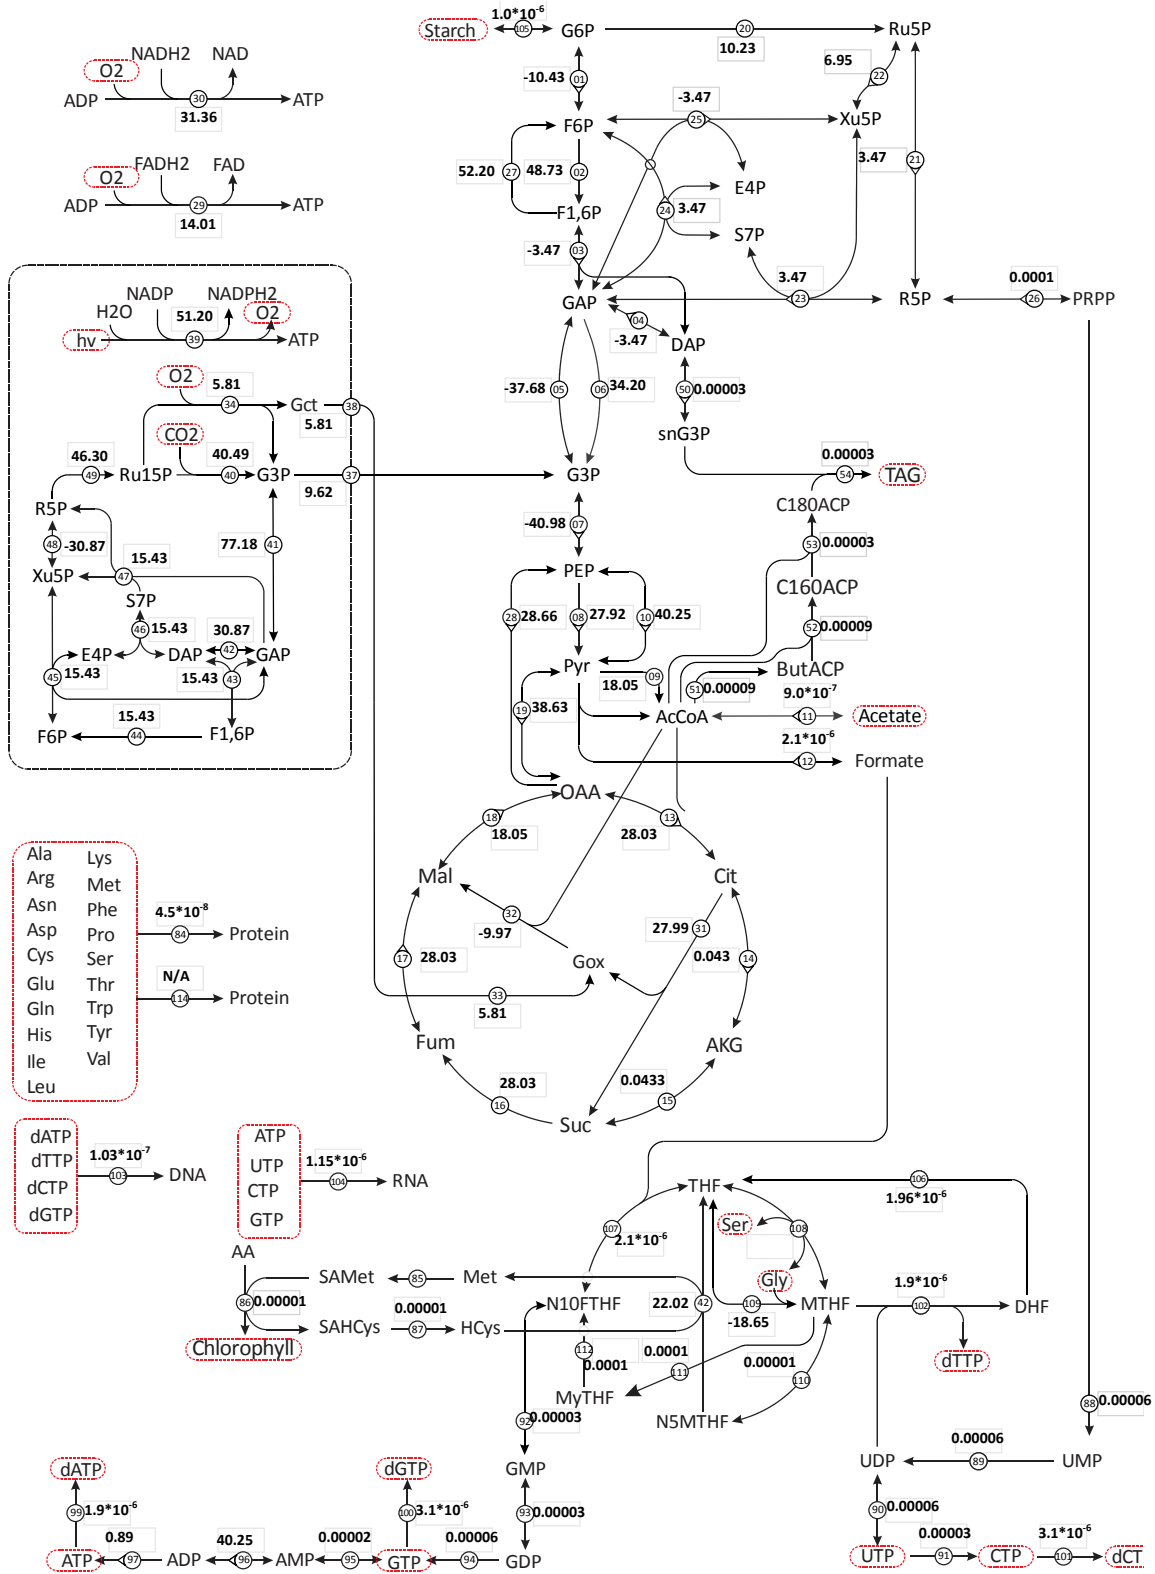 Starch 1.0*10-6 105 G6P 20 10.23 Ru5P
NADH2 NAD
O2
ADP 30 ATP
31.36
-10.43 01
6.95 22
-3.47 25
F6P Xu5P
FADH2 FAD
O2
ADP 29 ATP
14.01
52.20 27 48.73 02
3.47 21
E4P
24 3.47
F1,6P
S7P
-3.47 03
GAP 3.47 23 R5P 0.0001 26 PRPP
04 -3.47 DAP
NADP NADPH2
H2O 51.20 O2
hv 39 ATP
-37.68 05 06 34.20
50 0.00003
snG3P
O2 5.81
34 Gct 38
5.81
CO2
46.30 40.49
49 Ru15P 40 G3P 37 G3P
9.62
0.00003
54 TAG
C180ACP
R5P
48 -30.87 77.18 41
-40.98 07
53 0.00003
15.43
Xu5P 47
PEP
C160ACP
S7P
46 15.43 30.87
E4P DAP 42 GAP
45 15.43 15.43 43
28 28.66 08 27.92 10 40.25
52 0.00009
Pyr 09 18.05
ButACP
51 0.00009
19 38.63
AcCoA 9.0*10-7 11 Acetate
15.43
F6P 44 F1,6P
2.1*10-6
12 Formate
OAA
18 18.05 13 28.03
Mal Cit
32 -9.97 27.99 31
17 28.03 Gox 0.043 14
33 5.81
Fum AKG
28.03 16 0.0433 15
Suc
Ala Lys
Arg Met
Asn Phe
Asp Pro
Cys Ser
Glu Thr
Gln Trp
His Tyr
Ile Val
Leu
4.5*10-8
84 Protein
N/A
114 Protein
dATP
dTTP
dCTP
dGTP
1.03*10-7
103 DNA
ATP
UTP
CTP
GTP
1.15*10-6
104 RNA
THF 106
1.96*10-6
107 2.1*10-6
Ser 108
Gly
AA
SAMet 85 Met
86 0.00001 0.00001
SAHCys 87 HCys
Chlorophyll
N10FTHF 22.02 42 109 MTHF
-18.65
1.9*10-6
102 DHF
dTTP
112 0.0001 0.0001 111 0.00001 110
MyTHF
N5MTHF
92 0.00003
88 0.00006
GMP
0.00006
UDP 89 UMP
dATP dGTP
99 1.9*10-6 100 3.1*10-6 93 0.00003
90 0.00006
0.89 40.25 0.00002 0.00006
ATP 97 ADP 96 AMP 95 GTP 94 GDP
0.00003 3.1*10-6
UTP 91 CTP 101 dCT